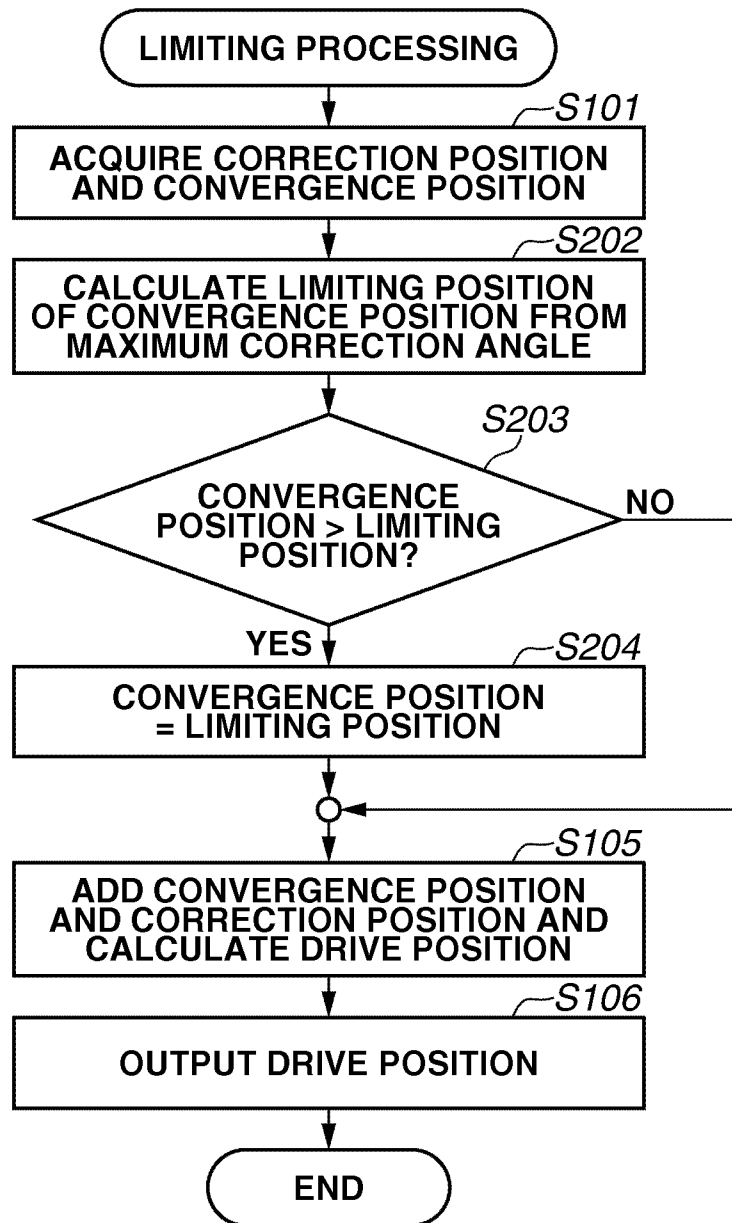 LIMITING PROCESSING
S101
ACQUIRE CORRECTION POSITION
AND CONVERGENCE POSITION
S202
CALCULATE LIMITING POSITION
OF CONVERGENCE POSITION FROM
MAXIMUM CORRECTION ANGLE
S203
CONVERGENCE
POSITION > LIMITING
POSITION?
NO
YES
S204
CONVERGENCE POSITION
= LIMITING POSITION
S105
ADD CONVERGENCE POSITION
AND CORRECTION POSITION AND
CALCULATE DRIVE POSITION
S106
OUTPUT DRIVE POSITION
END